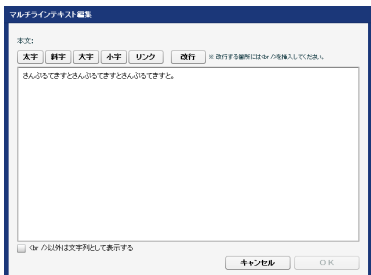 マルチラインテキスト編集
本文:
太字 斜字 大字 小字 リンク 改行 ※ 改行する箇所には<br />を挿入してください。
さんぷるてきすとさんぷるてきすとさんぷるてきすと。
<br />以外は文字列として表示する
キャンセル OK